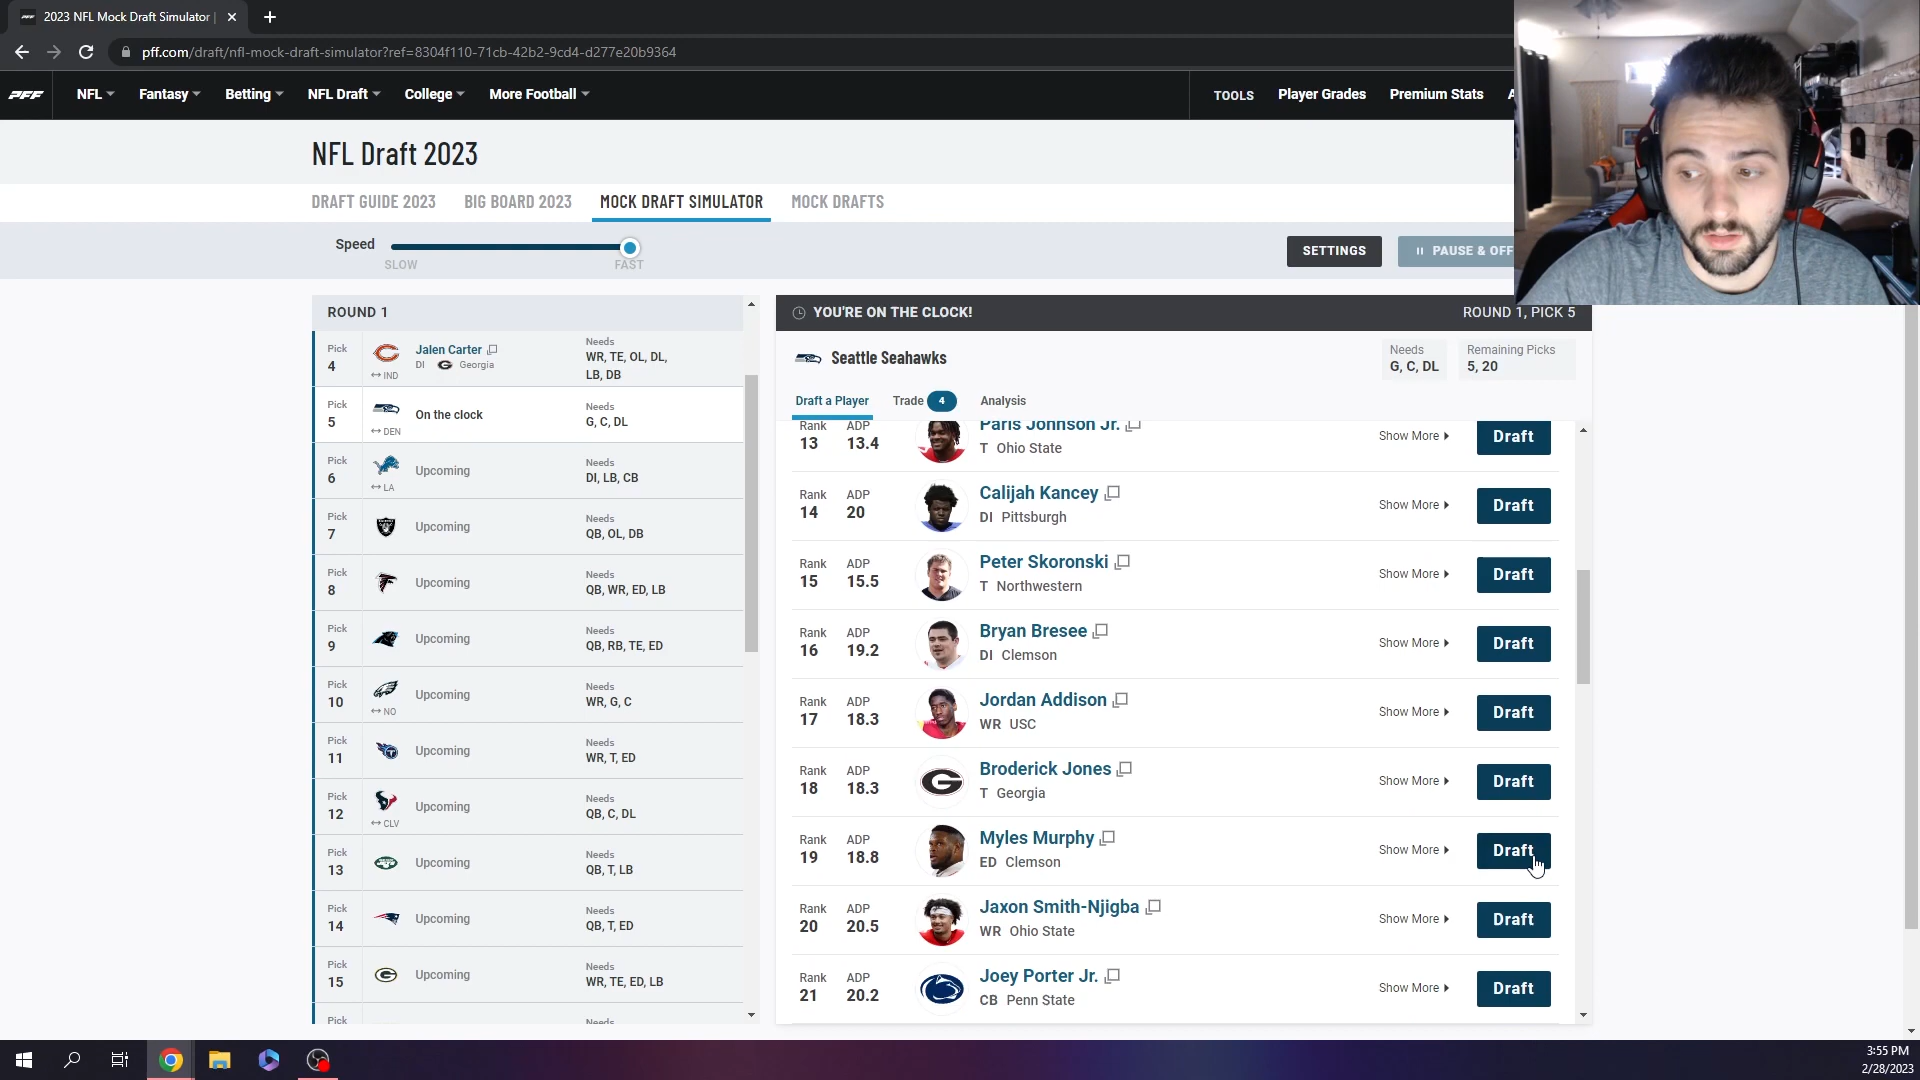 2023 NFL Mock Draft Simulator |
pff.com/draft/nfl-mock-draft-simulator?ref=8304f110-71cb-42b2-9cd4-d277e20b9364
PFF
NFL
Fantasy
Betting
NFL Draft
College
More Football
TOOLS
Player Grades
Premium Stats
NFL Draft 2023
DRAFT GUIDE 2023
BIG BOARD 2023
MOCK DRAFT SIMULATOR
MOCK DRAFTS
Speed
SLOW
FAST
SETTINGS
PAUSE & OFF
ROUND 1
Pick
4
IND
Jalen Carter
DI Georgia
Needs
WR, TE, OL, DL,
LB, DB
Pick
5
DEN
On the clock
Needs
G, C, DL
Pick
6
LA
Upcoming
Needs
DI, LB, CB
Pick
7
Upcoming
Needs
QB, OL, DB
Pick
8
Upcoming
Needs
QB, WR, ED, LB
Pick
9
Upcoming
Needs
QB, RB, TE, ED
Pick
10
NO
Upcoming
Needs
WR, G, C
Pick
11
Upcoming
Needs
WR, T, ED
Pick
12
CLV
Upcoming
Needs
QB, C, DL
Pick
13
Upcoming
Needs
QB, T, LB
Pick
14
Upcoming
Needs
QB, T, ED
Pick
15
Upcoming
Needs
WR, TE, ED, LB
Pick
Needs
YOU'RE ON THE CLOCK!
ROUND 1, PICK 5
Seattle Seahawks
Needs
G, C, DL
Remaining Picks
5, 20
Draft a Player
Trade 4
Analysis
Rank
13
ADP
13.4
Paris Johnson Jr.
T Ohio State
Show More
Draft
Rank
14
ADP
20
Calijah Kancey
DI Pittsburgh
Show More
Draft
Rank
15
ADP
15.5
Peter Skoronski
T Northwestern
Show More
Draft
Rank
16
ADP
19.2
Bryan Bresee
DI Clemson
Show More
Draft
Rank
17
ADP
18.3
Jordan Addison
WR USC
Show More
Draft
Rank
18
ADP
18.3
Broderick Jones
T Georgia
Show More
Draft
Rank
19
ADP
18.8
Myles Murphy
ED Clemson
Show More
Draft
Rank
20
ADP
20.5
Jaxon Smith-Njigba
WR Ohio State
Show More
Draft
Rank
21
ADP
20.2
Joey Porter Jr.
CB Penn State
Show More
Draft
3:55 PM
2/28/2023